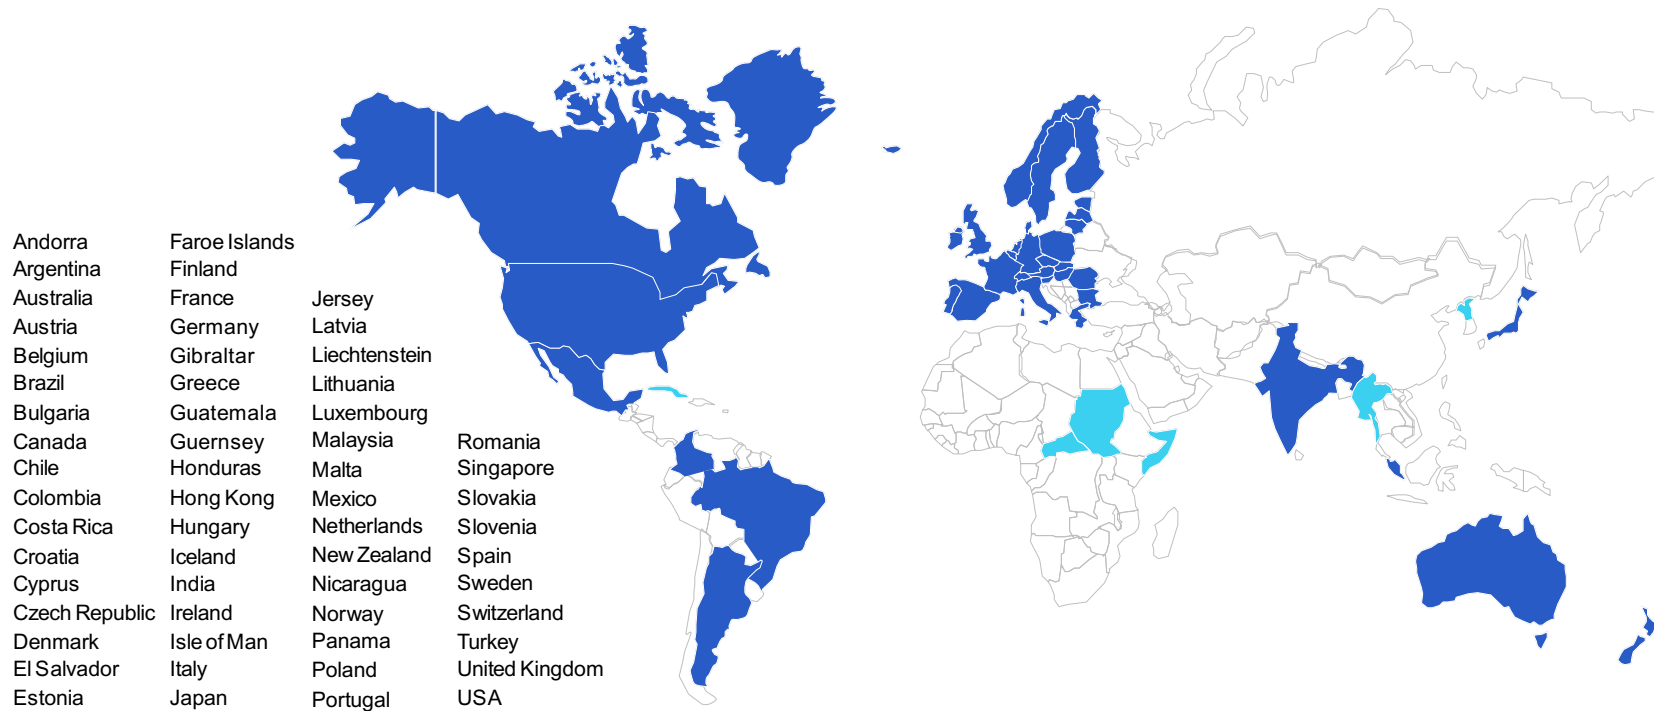 Andorra
Argentina
Australia
Austria
Belgium
Brazil
Bulgaria
Canada
Chile
Colombia
Costa Rica
Croatia
Cyprus
Czech Republic
Denmark
El Salvador
Estonia
Faroe Islands
Finland
France
Germany
Gibraltar
Greece
Guatemala
Guernsey
Honduras
Hong Kong
Hungary
Iceland
India
Ireland
Isle of Man
Italy
Japan
Jersey
Latvia
Liechtenstein
Lithuania
Luxembourg
Malaysia
Malta
Mexico
Netherlands
New Zealand
Nicaragua
Norway
Panama
Poland
Portugal
Romania
Singapore
Slovakia
Slovenia
Spain
Sweden
Switzerland
Turkey
United Kingdom
USA